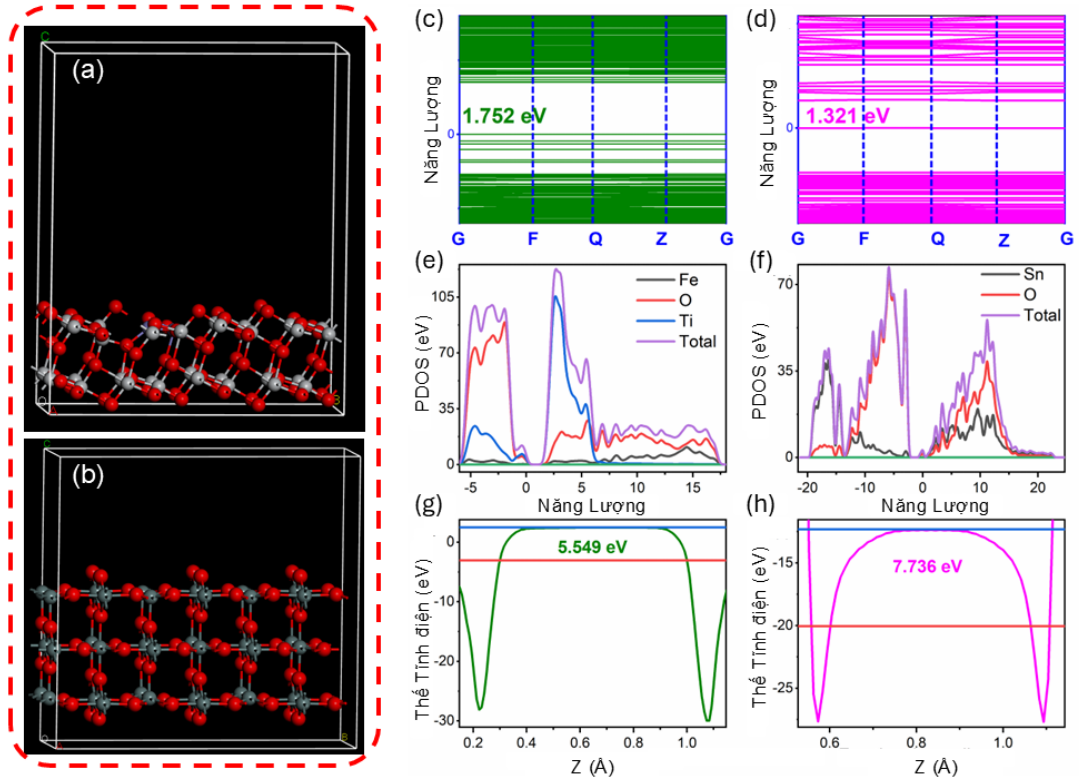 (a)
C
O
A
B
(b)
C
O
A
B
(c)
Năng Lượng
0
1.752 eV
G F Q Z G
(d)
Năng Lượng
0
1.321 eV
G F Q Z G
(e)
PDOS (eV)
105
70
35
0
Fe
O
Ti
Total
-5 0 5 10 15
Năng Lượng
(f)
PDOS (eV)
70
35
0
Sn
O
Total
-20 -10 0 10 20
Năng Lượng
(g)
Thế Tĩnh điện (eV)
0
-10
-20
-30
5.549 eV
0.2 0.4 0.6 0.8 1.0
Z (Å)
(h)
Thế Tĩnh điện (eV)
-15
-20
-25
7.736 eV
0.6 0.8 1.0
Z (Å)